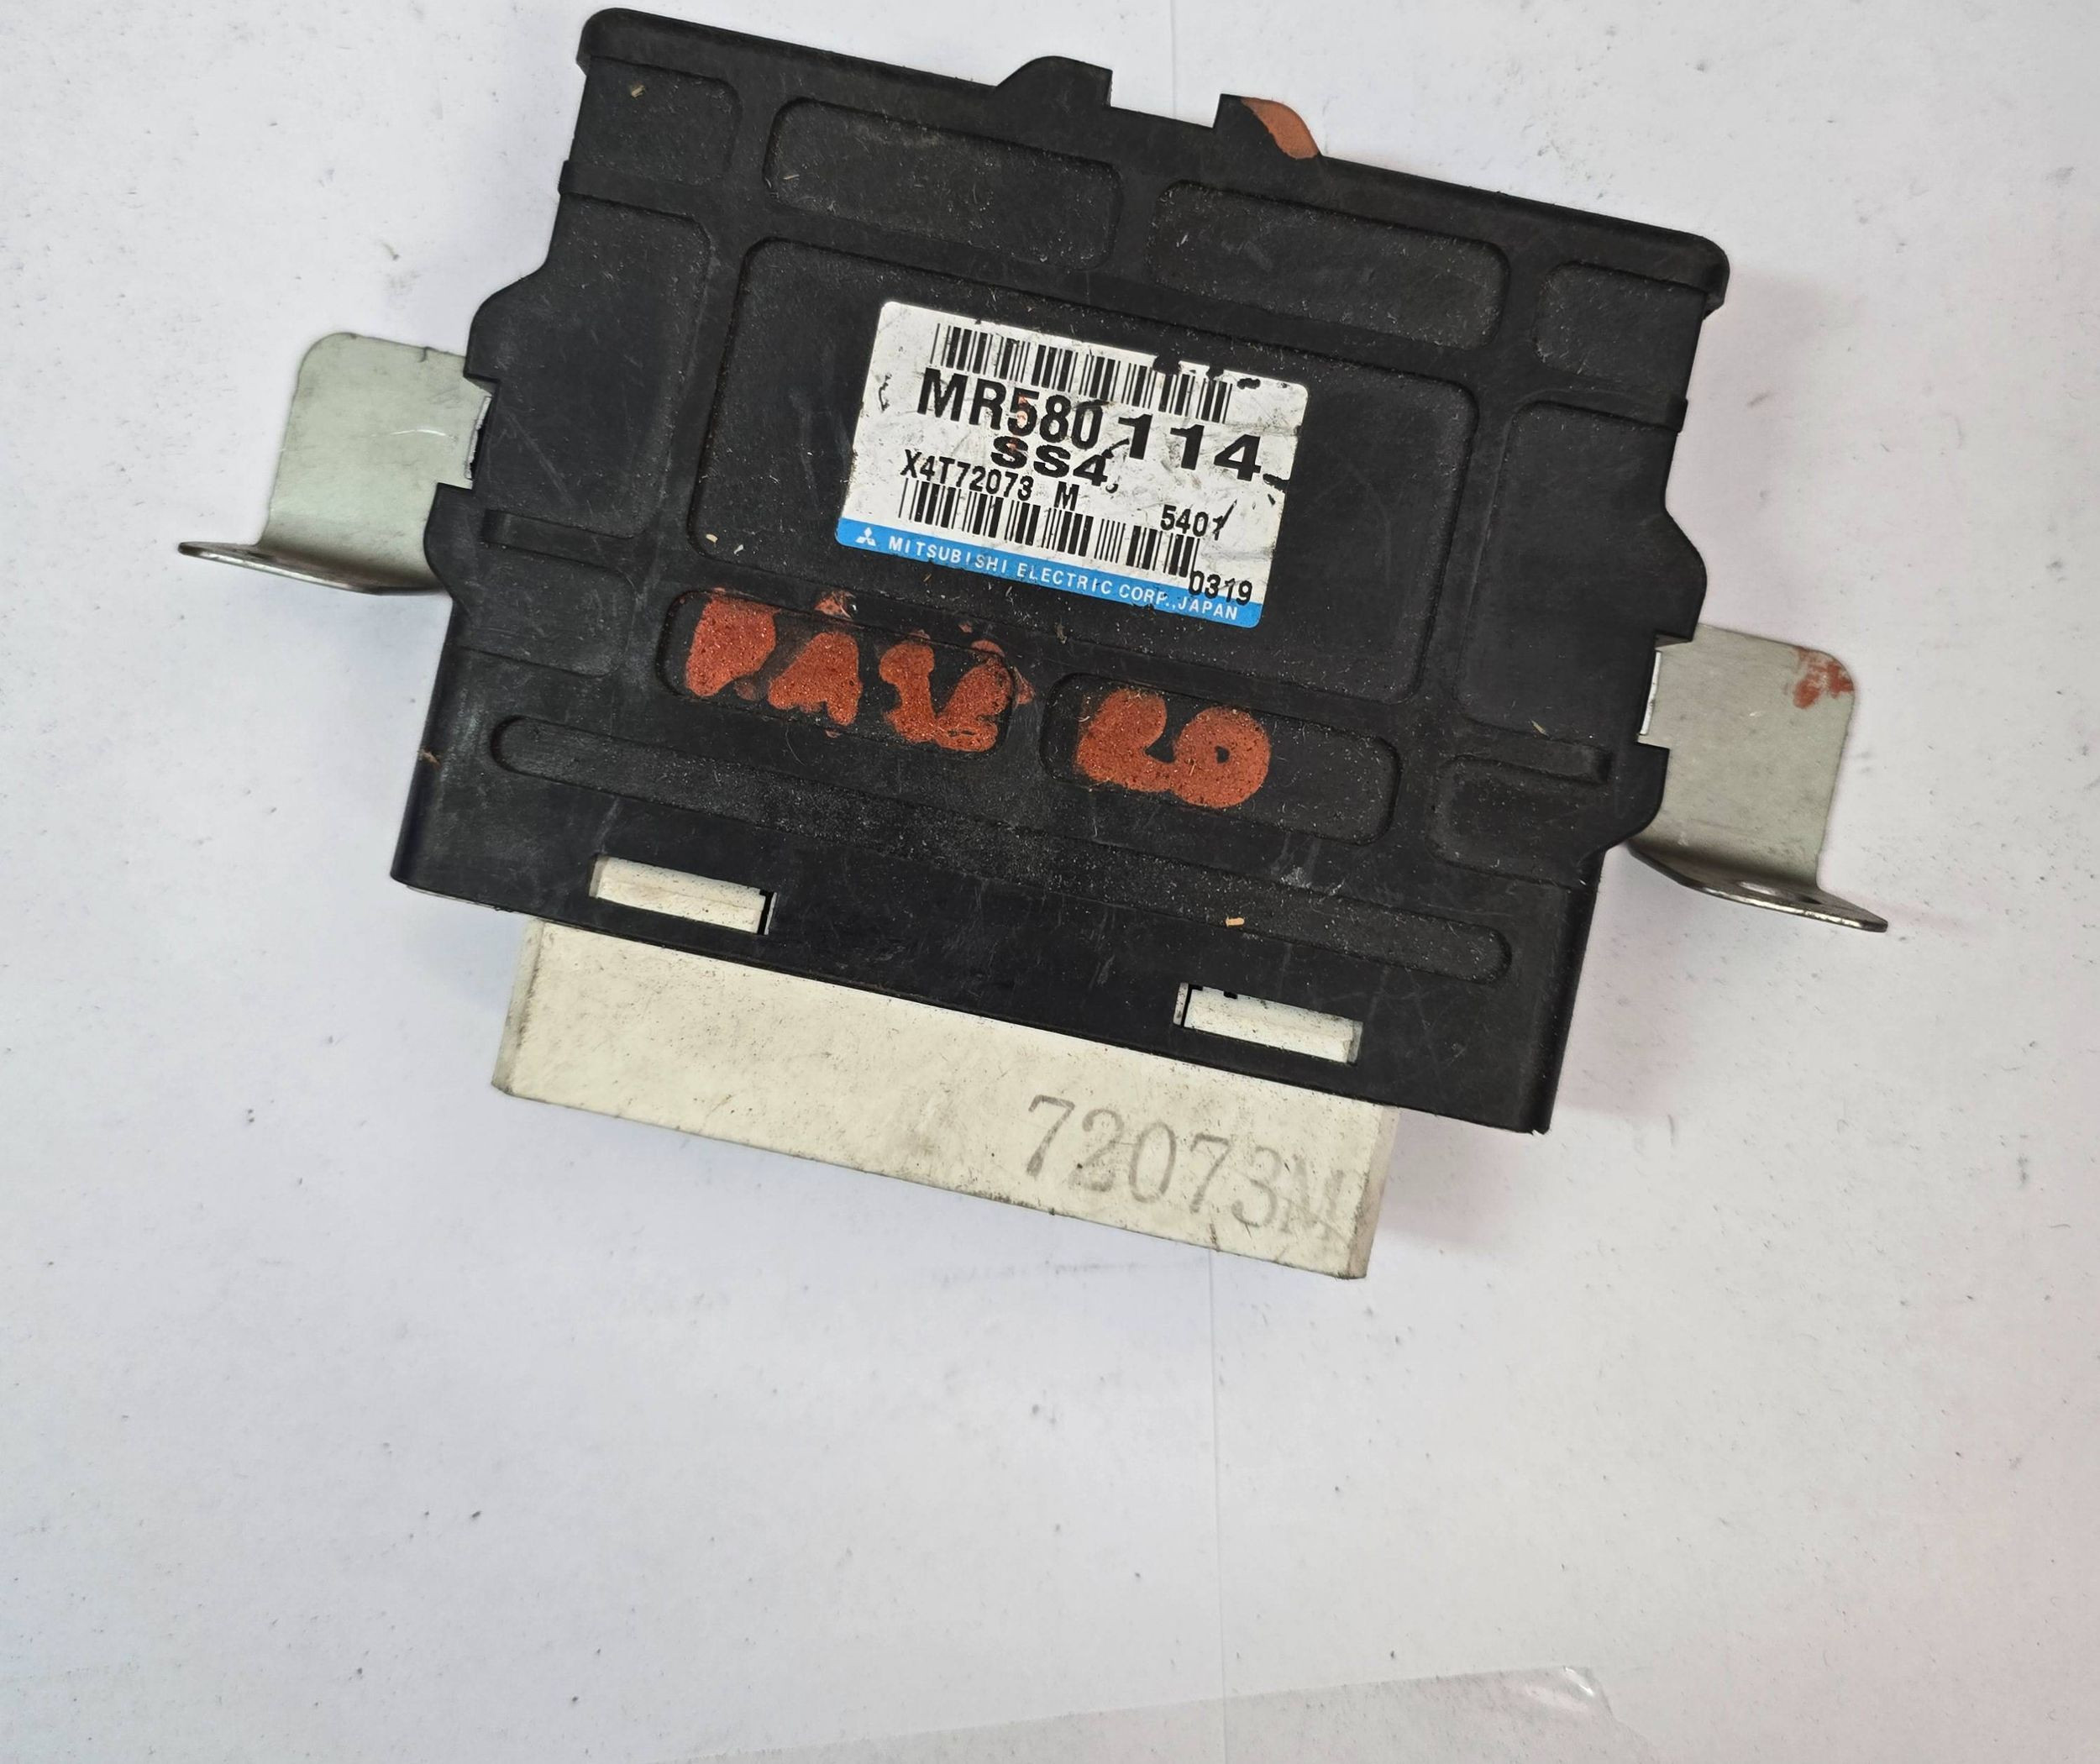 MR580114
SS4
X4T72073 M
5401
0319
MITSUBISHI ELECTRIC CORP. JAPAN
72073M